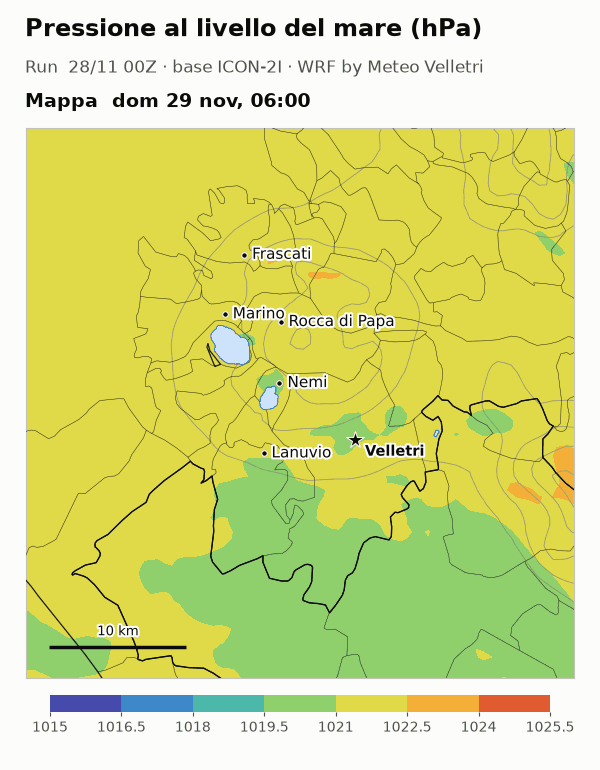 Pressione al livello del mare (hPa)
Run  28/11 00Z · base ICON-2I · WRF by Meteo Velletri
Mappa  dom 29 nov, 06:00
Frascati
Marino
Rocca di Papa
Nemi
Velletri
Lanuvio
10 km
1015 1016.5 1018 1019.5 1021 1022.5 1024 1025.5